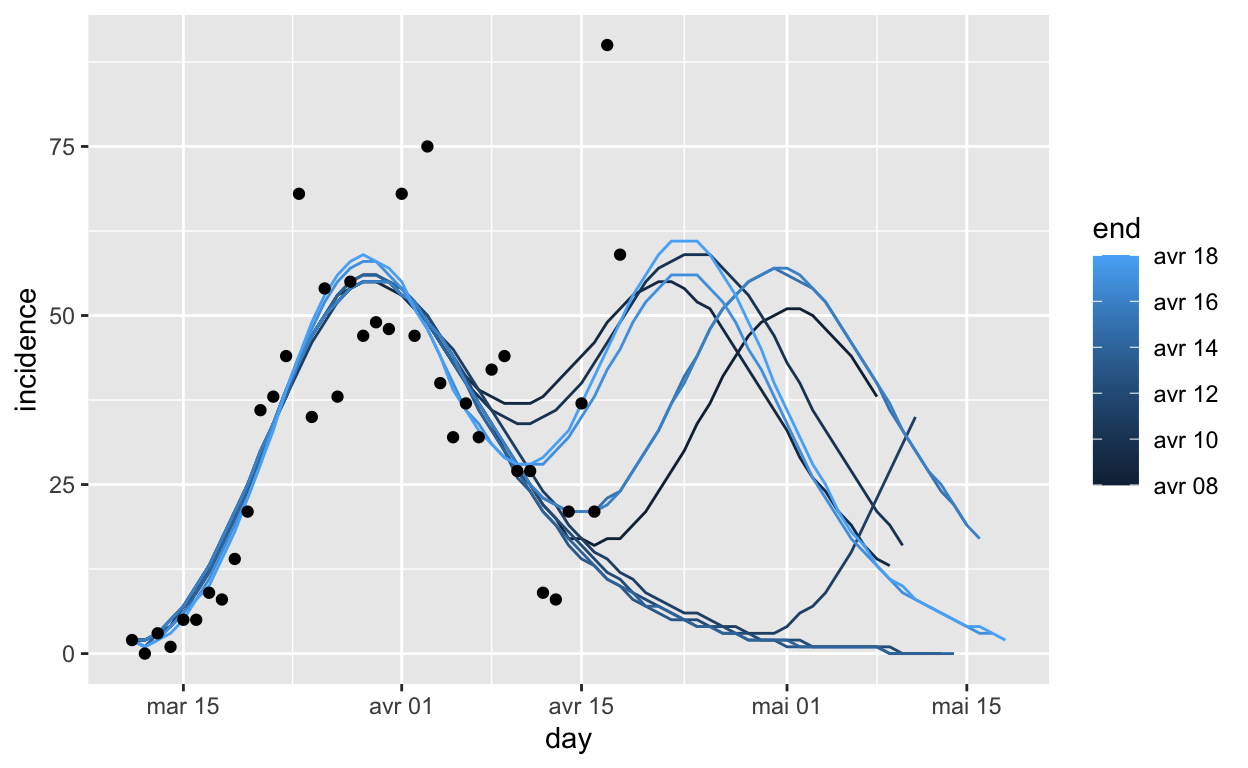 75
50
25
0
incidence
mar 15
avr 01
avr 15
mai 01
mai 15
day
end
avr 18
avr 16
avr 14
avr 12
avr 10
avr 08